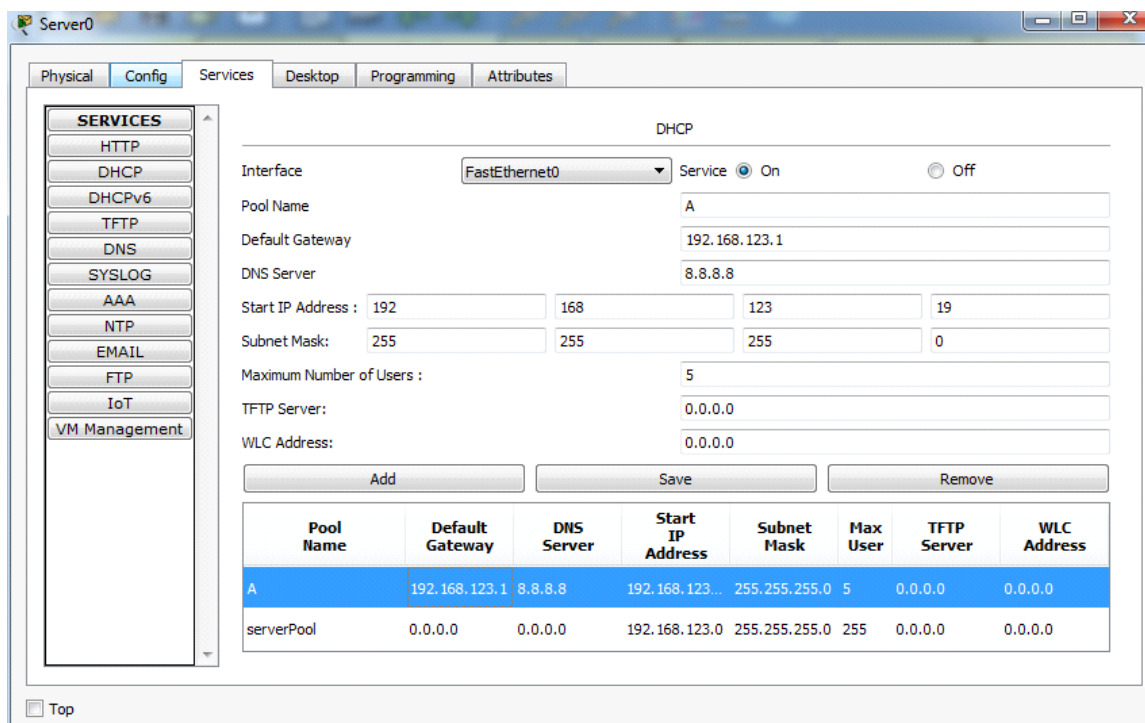 Server0
Physical Config Services Desktop Programming Attributes
SERVICES
HTTP
DHCP
DHCPv6
TFTP
DNS
SYSLOG
AAA
NTP
EMAIL
FTP
IoT
VM Management
DHCP
Interface FastEthernet0 Service On Off
Pool Name A
Default Gateway 192.168.123.1
DNS Server 8.8.8.8
Start IP Address : 192 168 123 19
Subnet Mask: 255 255 255 0
Maximum Number of Users : 5
TFTP Server: 0.0.0.0
WLC Address: 0.0.0.0
Add Save Remove
Pool Name Default Gateway DNS Server Start IP Address Subnet Mask Max User TFTP Server WLC Address
A 192.168.123.1 8.8.8.8 192.168.123... 255.255.255.0 5 0.0.0.0 0.0.0.0
serverPool 0.0.0.0 0.0.0.0 192.168.123.0 255.255.255.0 255 0.0.0.0 0.0.0.0
Top